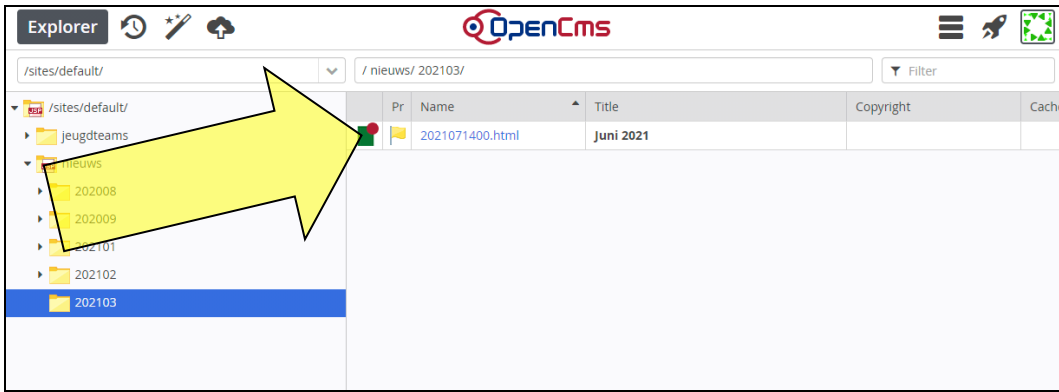 Explorer
OpenCms
/sites/default/
/ nieuws/ 202103/
Filter
/sites/default/
jeugdteams
nieuws
202008
202009
202101
202102
202103
Pr Name Title Copyright Cach
2021071400.html Juni 2021